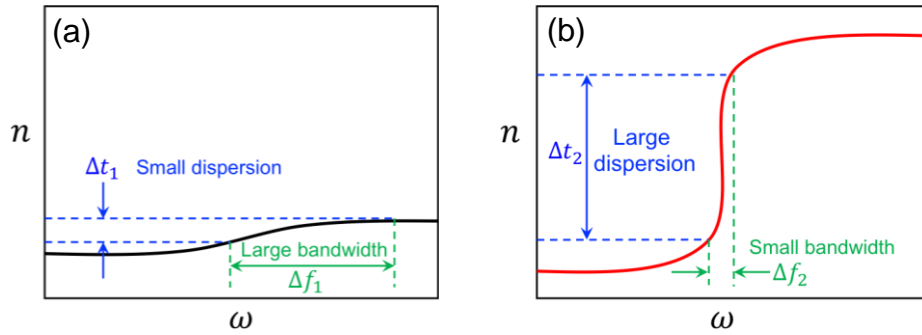 (a)
n
Δt₁ Small dispersion
Large bandwidth
Δf₁
ω
(b)
n
Δt₂
Large
dispersion
Small bandwidth
Δf₂
ω